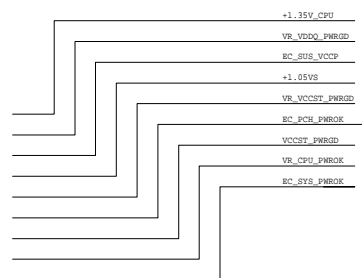 +1.35V_CPU
VR_VDDQ_PWRGD
EC_SUS_VCCP
+1.05VS
VR_VCCST_PWRGD
EC_PCH_PWROK
VCCST_PWRGD
VR_CPU_PWROK
EC_SYS_PWROK